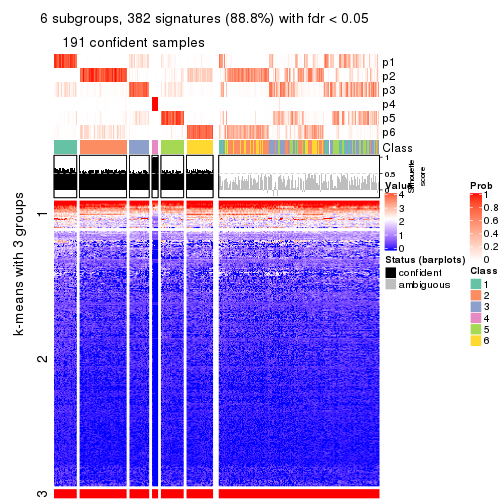 6 subgroups, 382 signatures (88.8%) with fdr < 0.05
191 confident samples
p1
p2
p3
p4
p5
p6
Class
1
0.5
0
Silhouette
score
k-means with 3 groups
1
2
3
Value
4
3
2
1
0
Status (barplots)
confident
ambiguous
Prob
1
0.8
0.6
0.4
0.2
0
Class
1
2
3
4
5
6